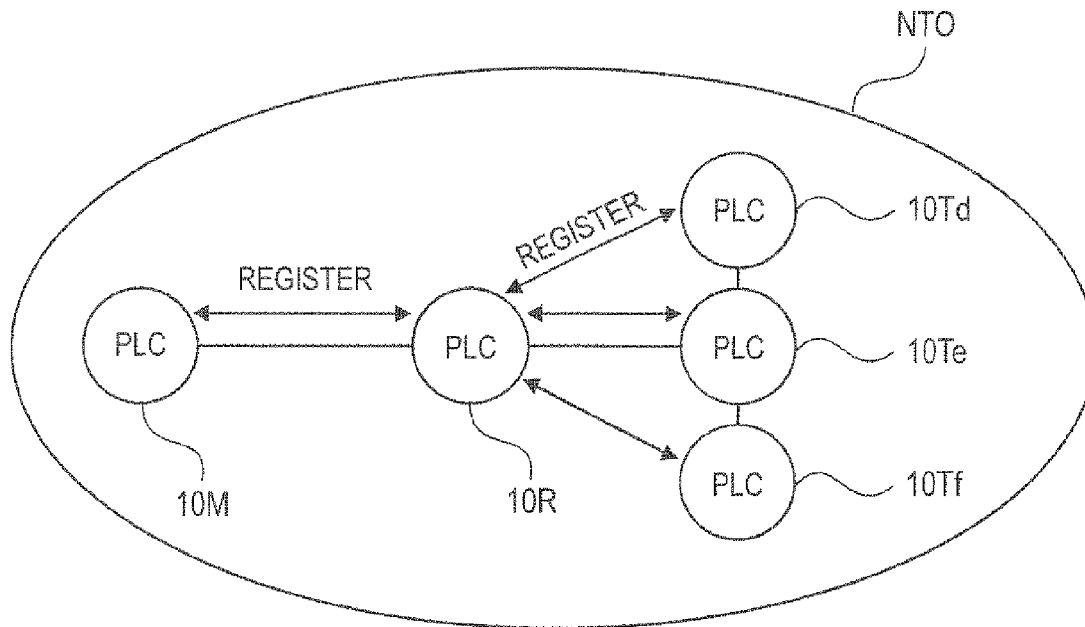 NTO
REGISTER
REGISTER
PLC
10Td
PLC
PLC
PLC
10Te
PLC
10Tf
10M
10R